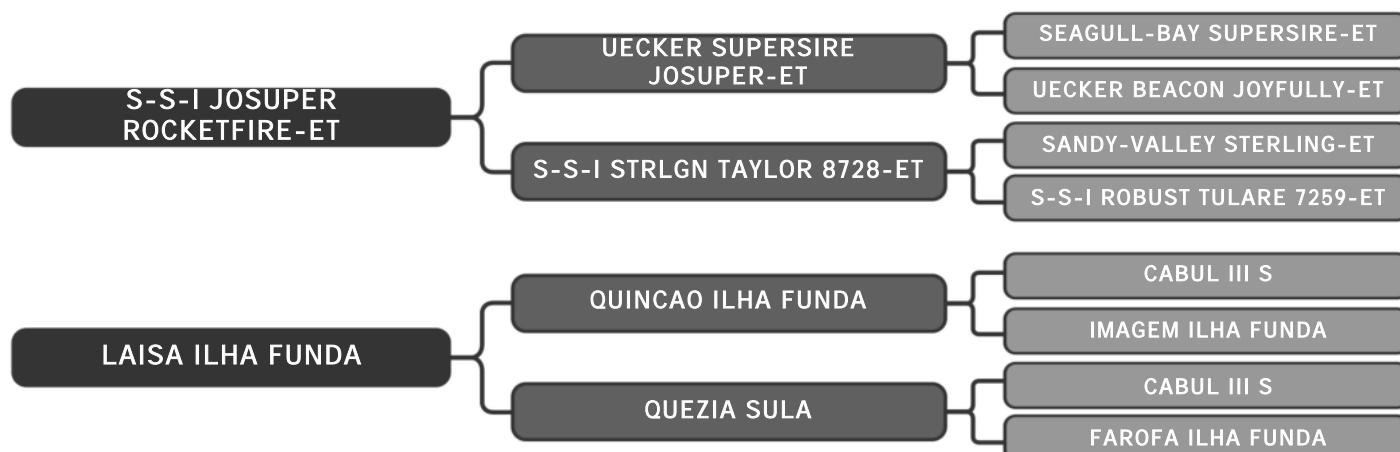 S-S-I JOSUPER
ROCKETFIRE-ET
UECKER SUPERSIRE
JOSUPER-ET
SEAGULL-BAY SUPERSIRE-ET
UECKER BEACON JOYFULLY-ET
S-S-I STRLGN TAYLOR 8728-ET
SANDY-VALLEY STERLING-ET
S-S-I ROBUST TULARE 7259-ET
LAISA ILHA FUNDA
QUINCAO ILHA FUNDA
CABUL III S
IMAGEM ILHA FUNDA
QUEZIA SULA
CABUL III S
FAROFA ILHA FUNDA